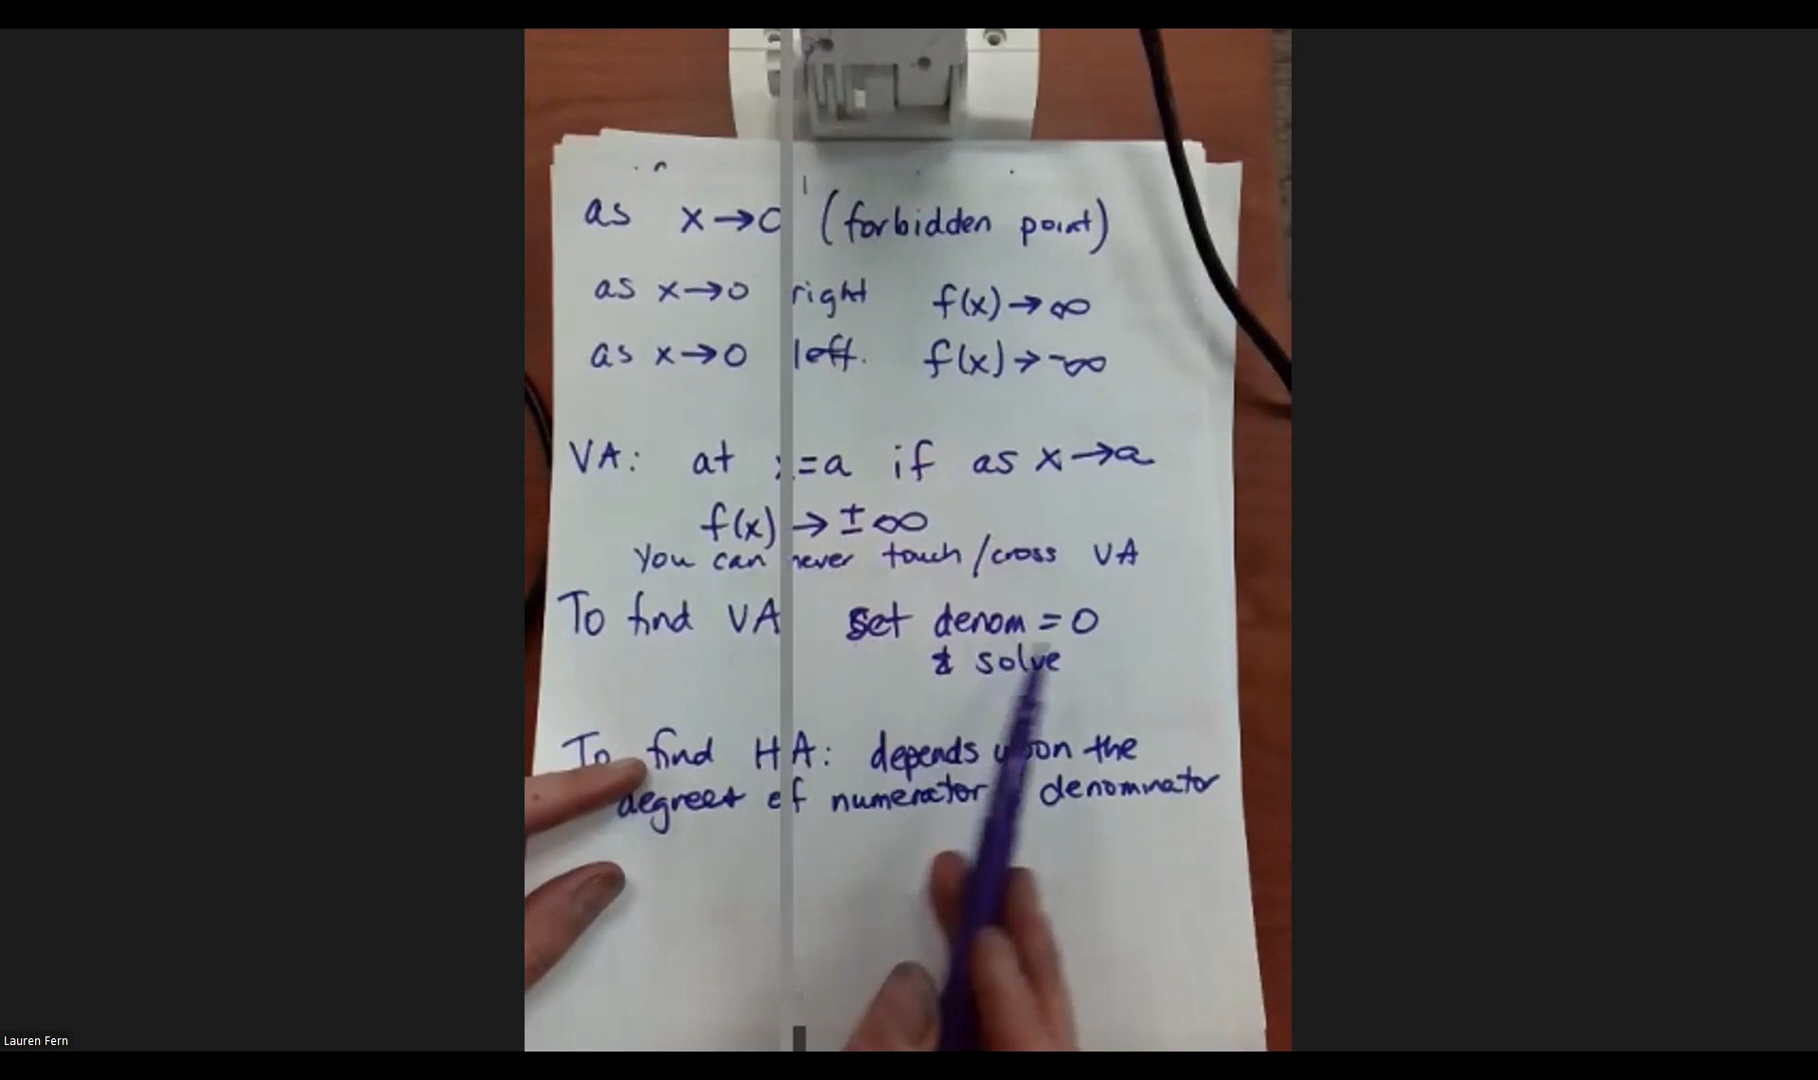 as x→0 (forbidden point)
as x→0 right f(x)→∞
as x→0 left. f(x)→-∞
VA: at x=a if as x→a
f(x)→±∞
You can never touch/cross VA
To find VA set denom=0
& solve
To find HA: depends upon the
degree of numerator denominator
Lauren Fern